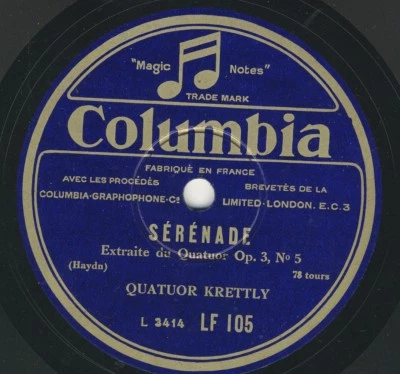 "Magic Notes"
TRADE MARK
Columbia
FABRIQUÉ EN FRANCE
AVEC LES PROCÉDÉS BREVETÉS DE LA
COLUMBIA-GRAPHOPHONE-Cº LIMITED-LONDON. E.C.3
SÉRÉNADE
Extraite du Quatuor Op. 3, Nº 5
(Haydn) 78 tours
QUATUOR KRETTLY
L 3414 LF 105